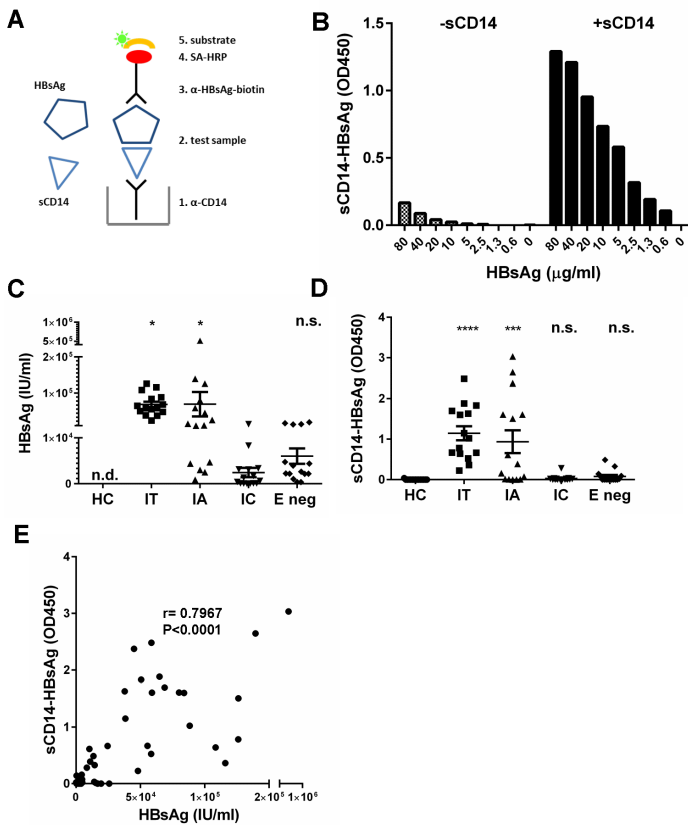 A
5. substrate
4. SA-HRP
HBsAg
3. α-HBsAg-biotin
2. test sample
sCD14
1. α-CD14
B
-sCD14 +sCD14
sCD14-HBsAg (OD450)
1.5
1.0
0.5
0.0
80 40 20 10 5 2.5 1.3 0.6 0 80 40 20 10 5 2.5 1.3 0.6 0
HBsAg (μg/ml)
C
HBsAg (IU/ml)
1×10⁶
5×10⁵
2×10⁵
1×10⁵
1×10⁴
0
* * n.s.
n.d.
HC IT IA IC E neg
D
sCD14-HBsAg (OD450)
4
3
2
1
0
**** *** n.s. n.s.
HC IT IA IC E neg
E
sCD14-HBsAg (OD450)
4
3
2
1
0
r= 0.7967
P<0.0001
0 5×10⁴ 1×10⁵ 2×10⁵ 1×10⁶
HBsAg (IU/ml)